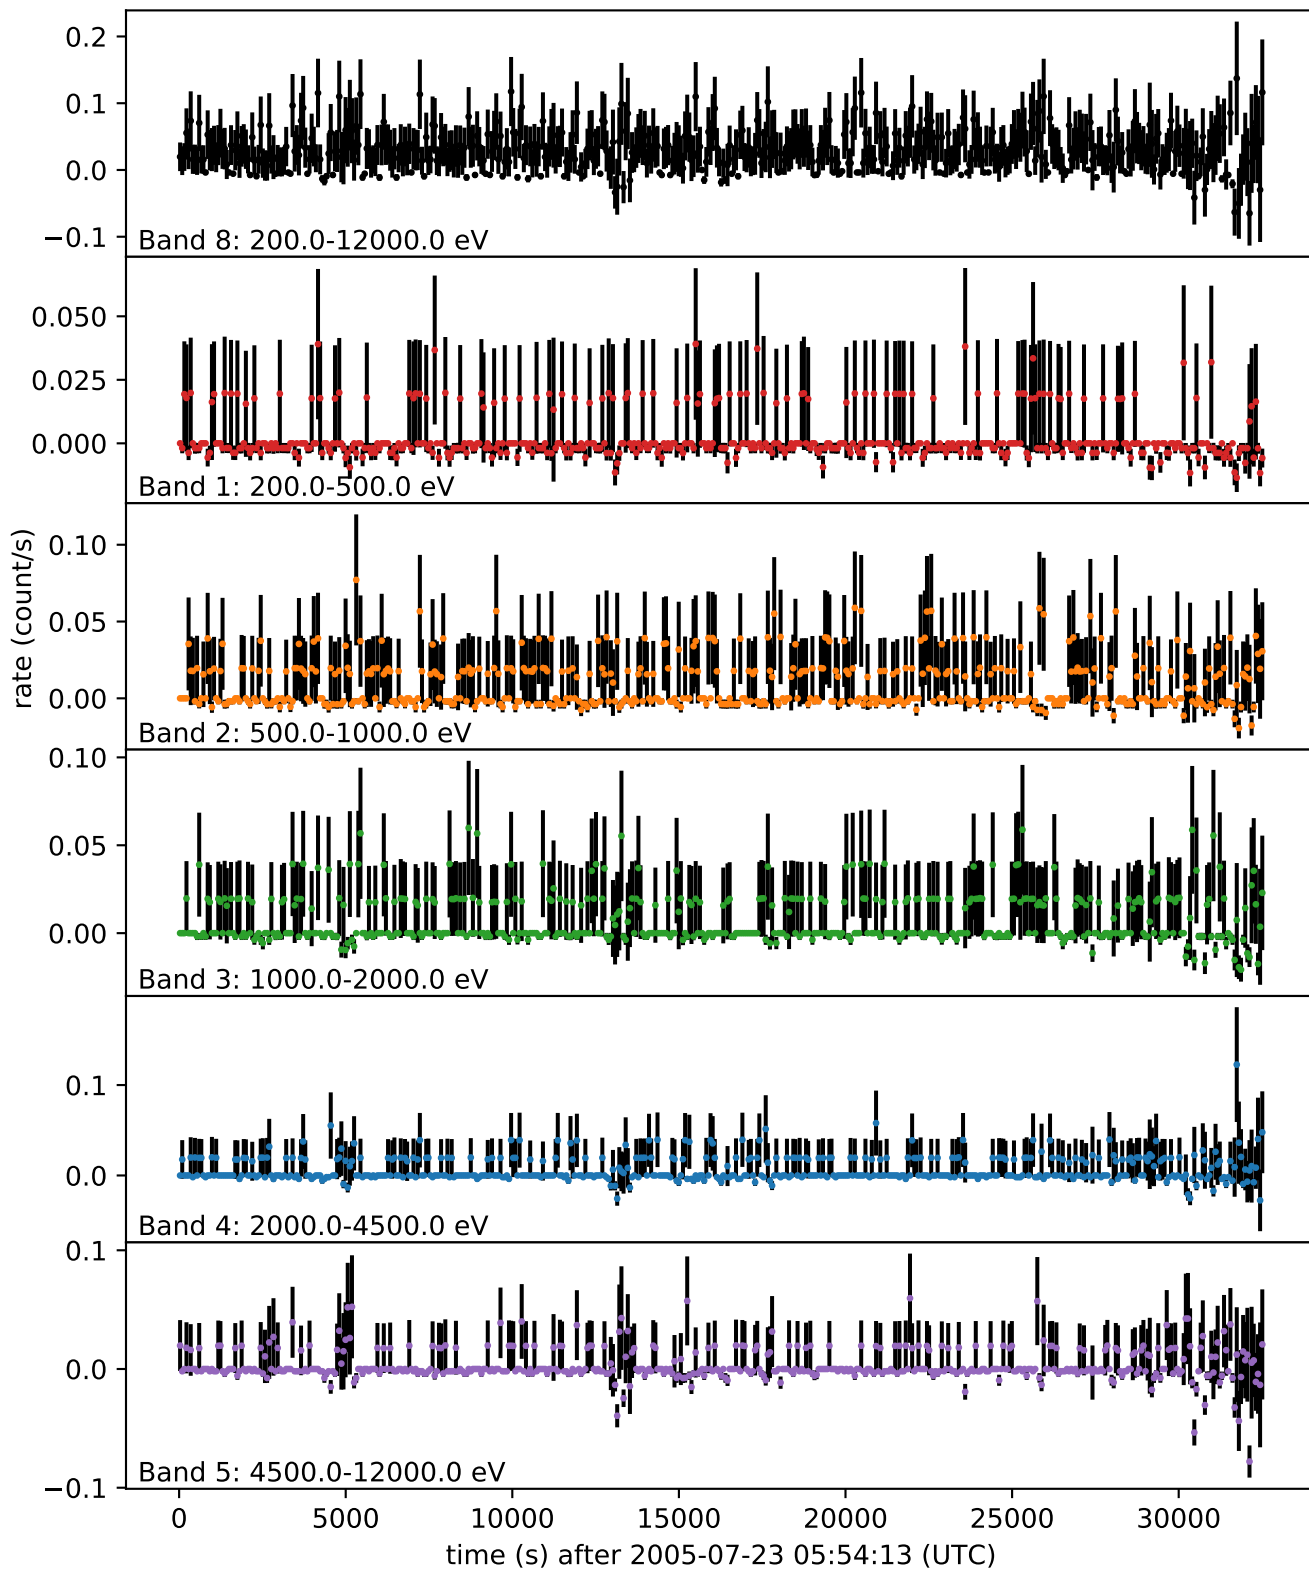 0.2
0.1
0.0
−0.1
Band 8: 200.0-12000.0 eV
0.050
0.025
0.000
Band 1: 200.0-500.0 eV
rate (count/s)
0.10
0.05
0.00
Band 2: 500.0-1000.0 eV
0.10
0.05
0.00
Band 3: 1000.0-2000.0 eV
0.1
0.0
Band 4: 2000.0-4500.0 eV
0.1
0.0
−0.1
Band 5: 4500.0-12000.0 eV
0 5000 10000 15000 20000 25000 30000
time (s) after 2005-07-23 05:54:13 (UTC)